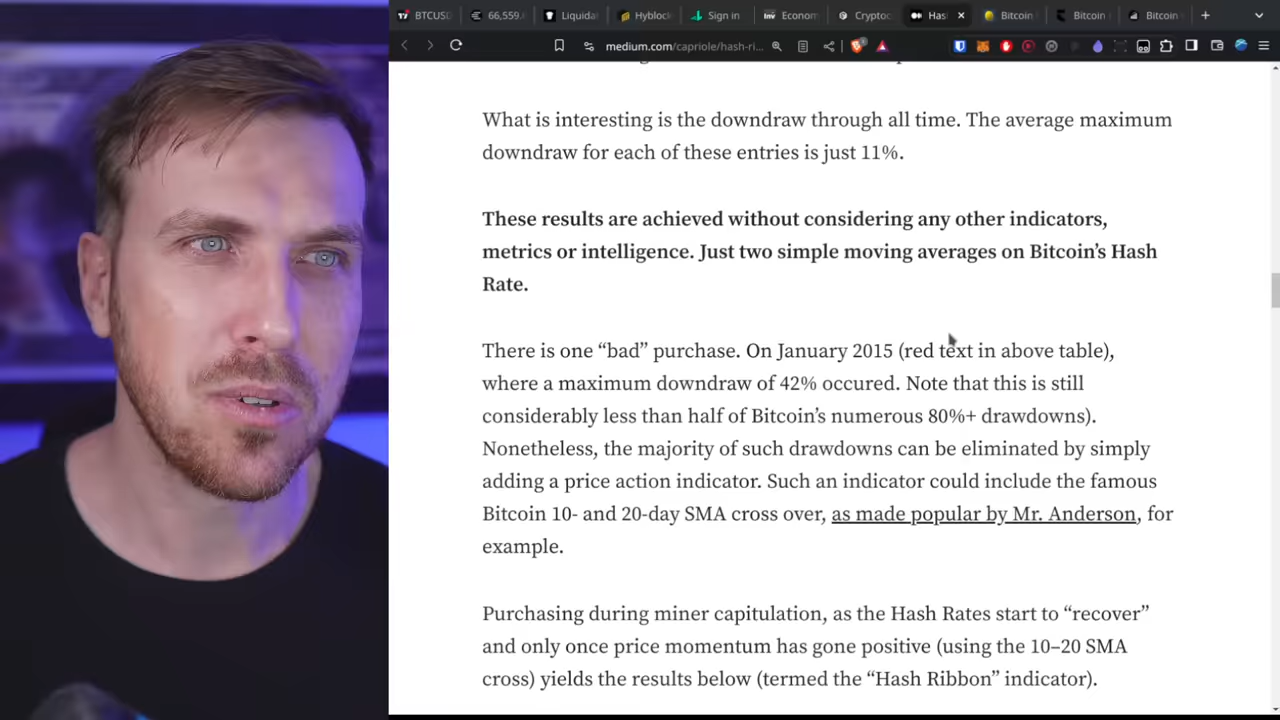 BTCUSD
66,559.
Liquidat
Hyblock
Sign in
Inv
Econom
Cryptoc
Hash
Bitcoin
Bitcoin
Bitcoin
medium.com/capriole/hash-ri...
What is interesting is the downdraw through all time. The average maximum
downdraw for each of these entries is just 11%.
These results are achieved without considering any other indicators,
metrics or intelligence. Just two simple moving averages on Bitcoin’s Hash
Rate.
There is one “bad” purchase. On January 2015 (red text in above table),
where a maximum downdraw of 42% occured. Note that this is still
considerably less than half of Bitcoin’s numerous 80%+ drawdowns).
Nonetheless, the majority of such drawdowns can be eliminated by simply
adding a price action indicator. Such an indicator could include the famous
Bitcoin 10- and 20-day SMA cross over, as made popular by Mr. Anderson, for
example.
Purchasing during miner capitulation, as the Hash Rates start to “recover”
and only once price momentum has gone positive (using the 10–20 SMA
cross) yields the results below (termed the “Hash Ribbon” indicator).